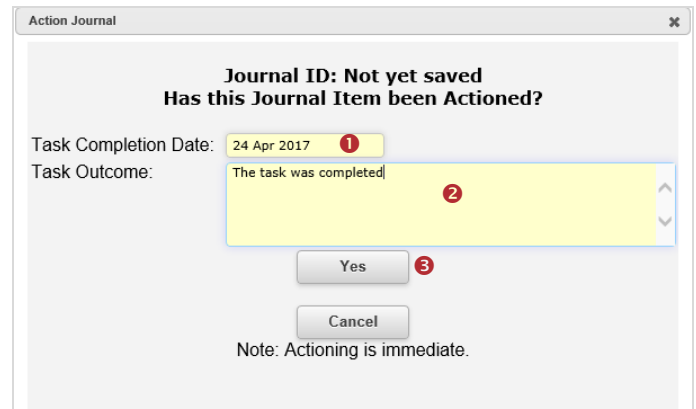 Action Journal
Journal ID: Not yet saved
Has this Journal Item been Actioned?
Task Completion Date: 24 Apr 2017 1
Task Outcome: The task was completed
2
Yes 3
Cancel
Note: Actioning is immediate.